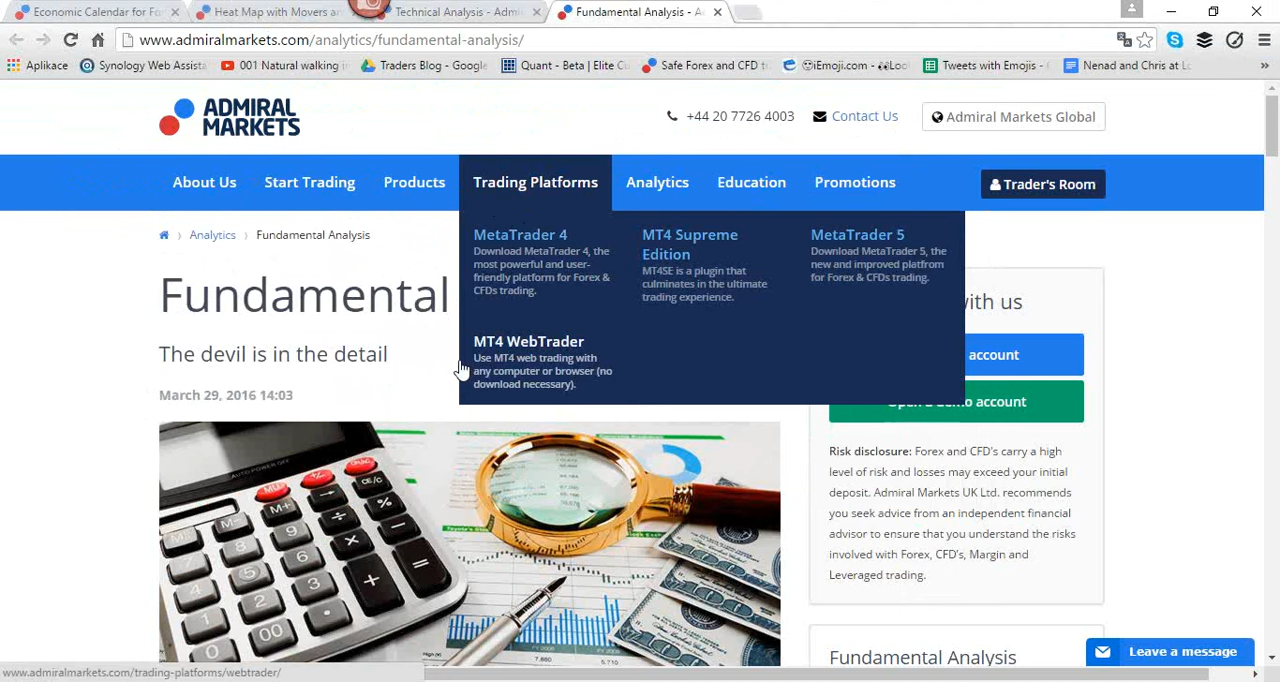 Economic Calendar for
Heat Map with Movers a
Technical Analysis - Admi
Fundamental Analysis - A
www.admiralmarkets.com/analytics/fundamental-analysis/
Aplikace
Synology Web Assista
001 Natural walking i
Traders Blog - Google
Quant - Beta | Elite Cu
Safe Forex and CFD t
iEmoji.com -
Tweets with Emojis -
Nenad and Chris at L
»
ADMIRAL
MARKETS
+44 20 7726 4003
Contact Us
Admiral Markets Global
About Us
Start Trading
Products
Trading Platforms
Analytics
Education
Promotions
Trader's Room
Analytics
Fundamental Analysis
MetaTrader 4
Download MetaTrader 4, the
most powerful and user-
friendly platform for Forex &
CFDs trading.
MT4 Supreme
Edition
MT4SE is a plugin that
culminates in the ultimate
trading experience.
MetaTrader 5
Download MetaTrader 5, the
new and improved platfrom
for Forex & CFDs trading.
MT4 WebTrader
Use MT4 web trading with
any computer or browser (no
download necessary).
Fundamental
The devil is in the detail
March 29, 2016 14:03
with us
account
Open a demo account
Risk disclosure: Forex and CFD's carry a high
level of risk and losses may exceed your initial
deposit. Admiral Markets UK Ltd. recommends
you seek advice from an independent financial
advisor to ensure that you understand the risks
involved with Forex, CFD's, Margin and
Leveraged trading.
Fundamental Analysis
Leave a message
www.admiralmarkets.com/trading-platforms/webtrader/